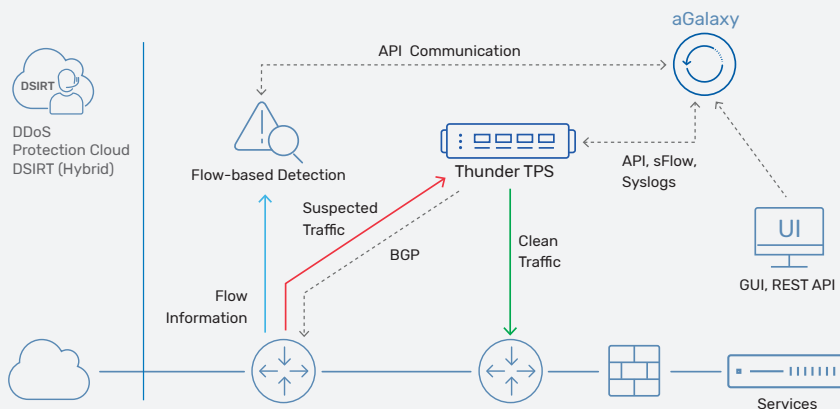 aGalaxy
API Communication
DSIRT
DDoS
Protection Cloud
DSIRT (Hybrid)
Flow-based Detection
Thunder TPS
API, sFlow,
Syslogs
Suspected
Traffic
BGP
Clean
Traffic
UI
GUI, REST API
Flow
Information
Services